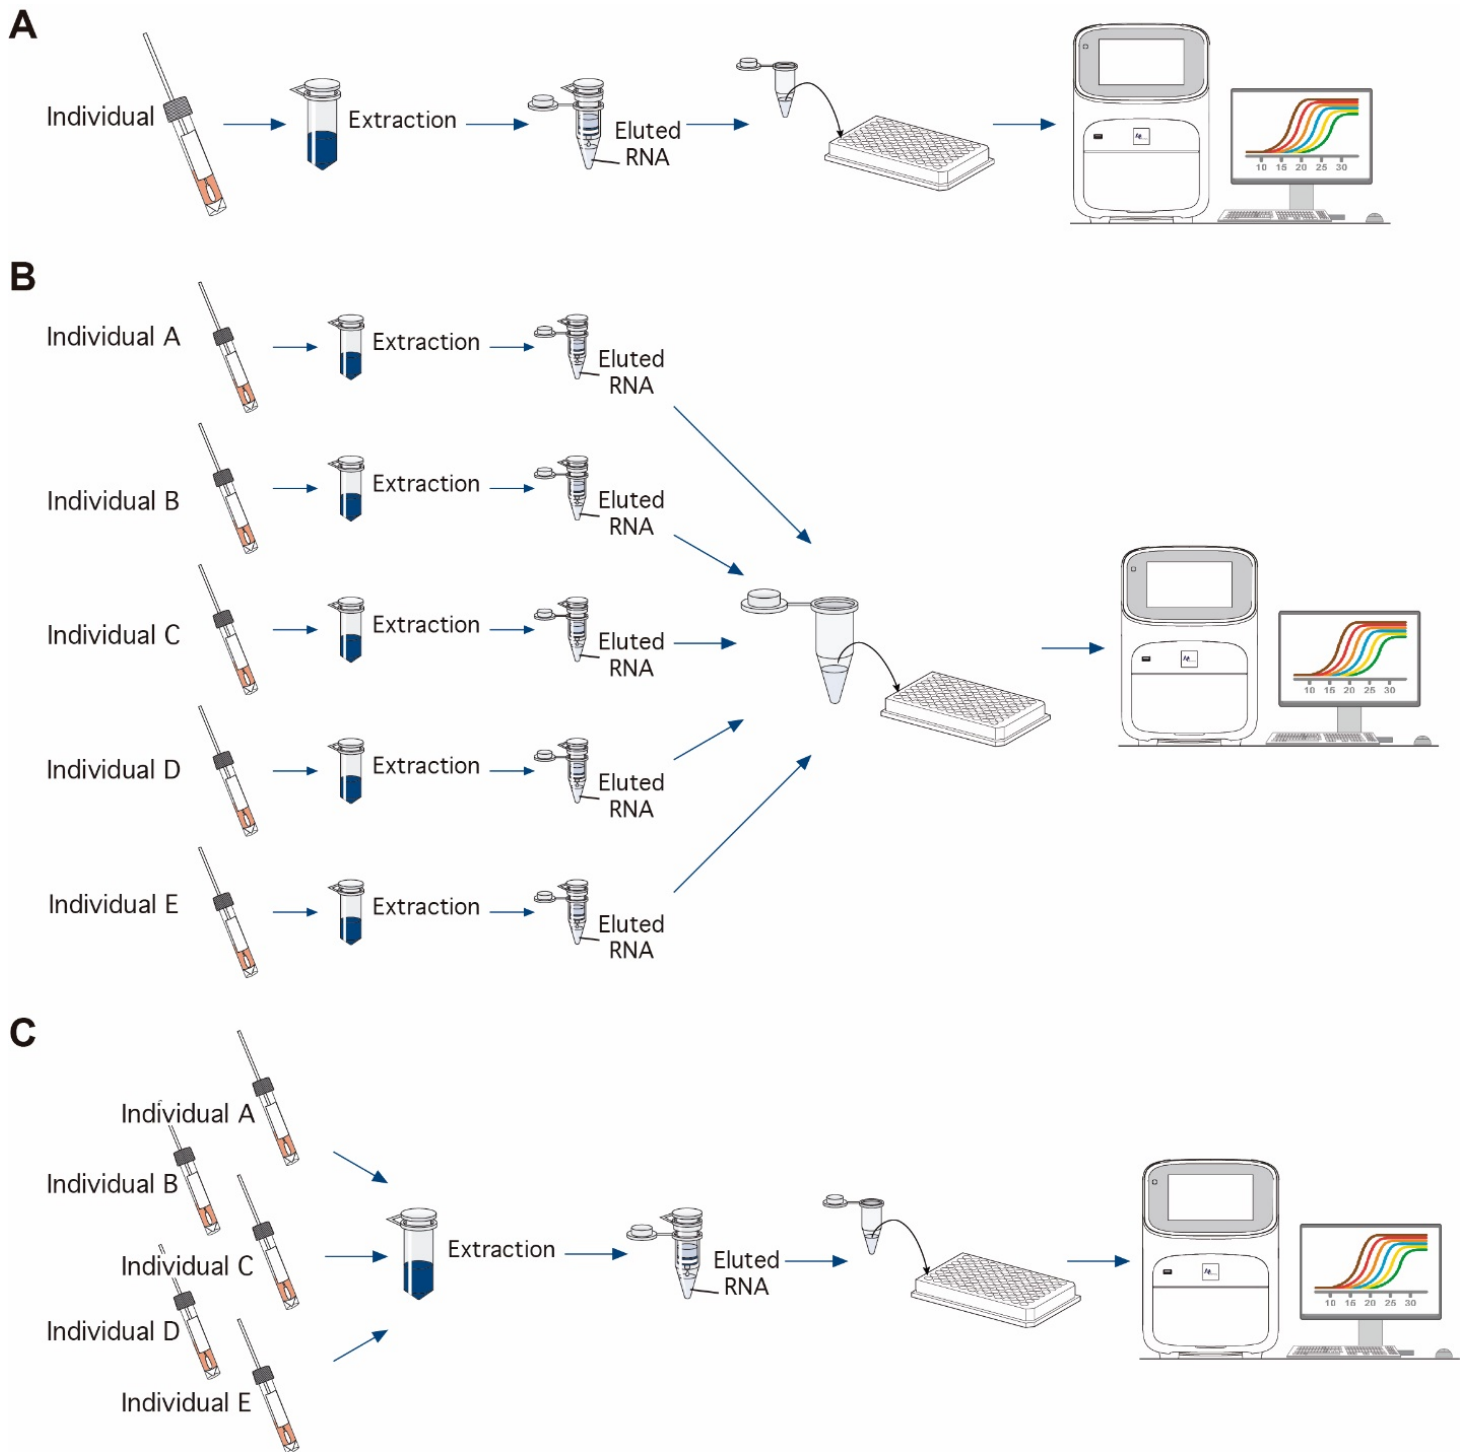 A
Individual
Extraction
Eluted
RNA
10 15 20 25 30
B
Individual A
Extraction
Eluted
RNA
Individual B
Extraction
Eluted
RNA
Individual C
Extraction
Eluted
RNA
10 15 20 25 30
Individual D
Extraction
Eluted
RNA
Individual E
Extraction
Eluted
RNA
C
Individual A
Individual B
Individual C
Individual D
Individual E
Extraction
Eluted
RNA
10 15 20 25 30